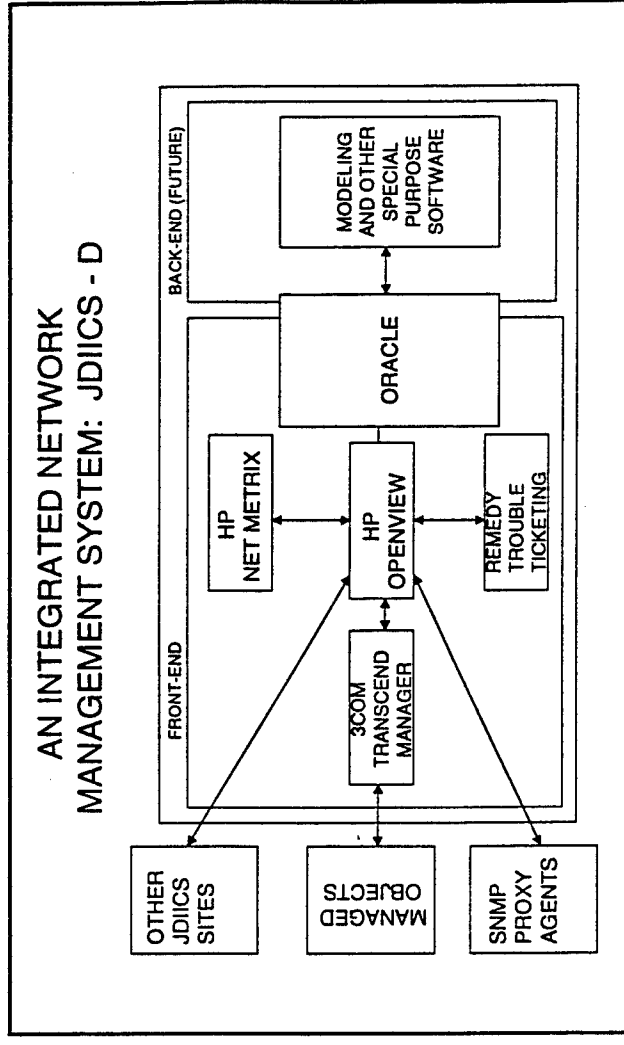 AN INTEGRATED NETWORK
MANAGEMENT SYSTEM: JDIICS - D
OTHER
JDIICS
SITES
MANAGED
OBJECTS
SNMP
PROXY
AGENTS
FRONT-END
3COM
TRANSCEND
MANAGER
HP
NET METRIX
HP
OPENVIEW
REMEDY
TROUBLE
TICKETING
ORACLE
BACK-END (FUTURE)
MODELING
AND OTHER
SPECIAL
PURPOSE
SOFTWARE